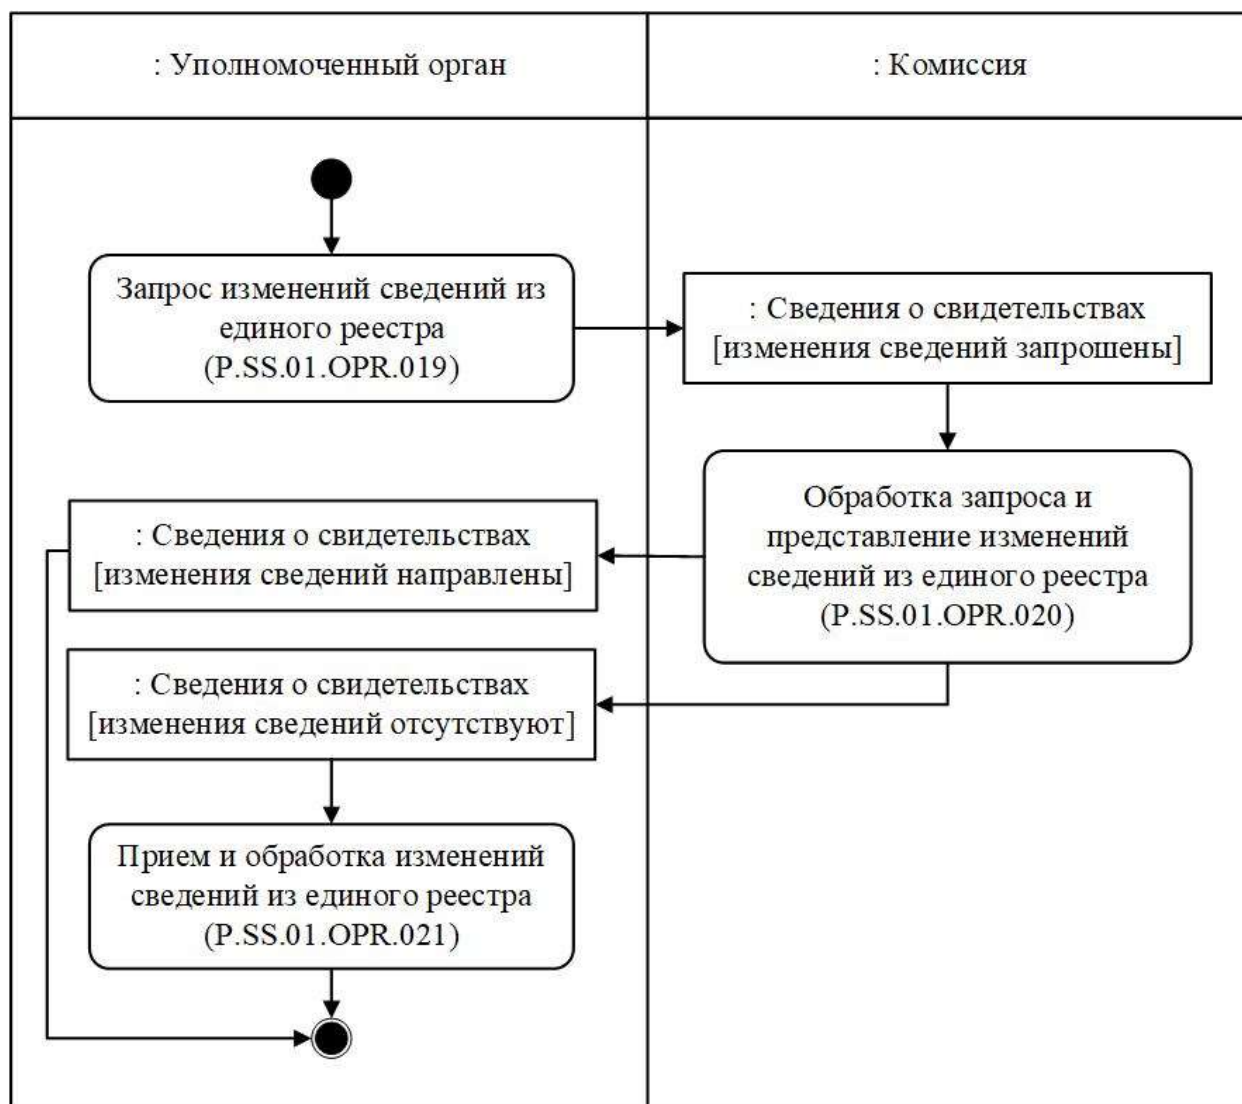 : Уполномоченный орган
: Комиссия
Запрос изменений сведений из
единого реестра
(P.SS.01.OPR.019)
: Сведения о свидетельствах
[изменения сведений запрошены]
Обработка запроса и
представление изменений
сведений из единого реестра
(P.SS.01.OPR.020)
: Сведения о свидетельствах
[изменения сведений направлены]
: Сведения о свидетельствах
[изменения сведений отсутствуют]
Прием и обработка изменений
сведений из единого реестра
(P.SS.01.OPR.021)